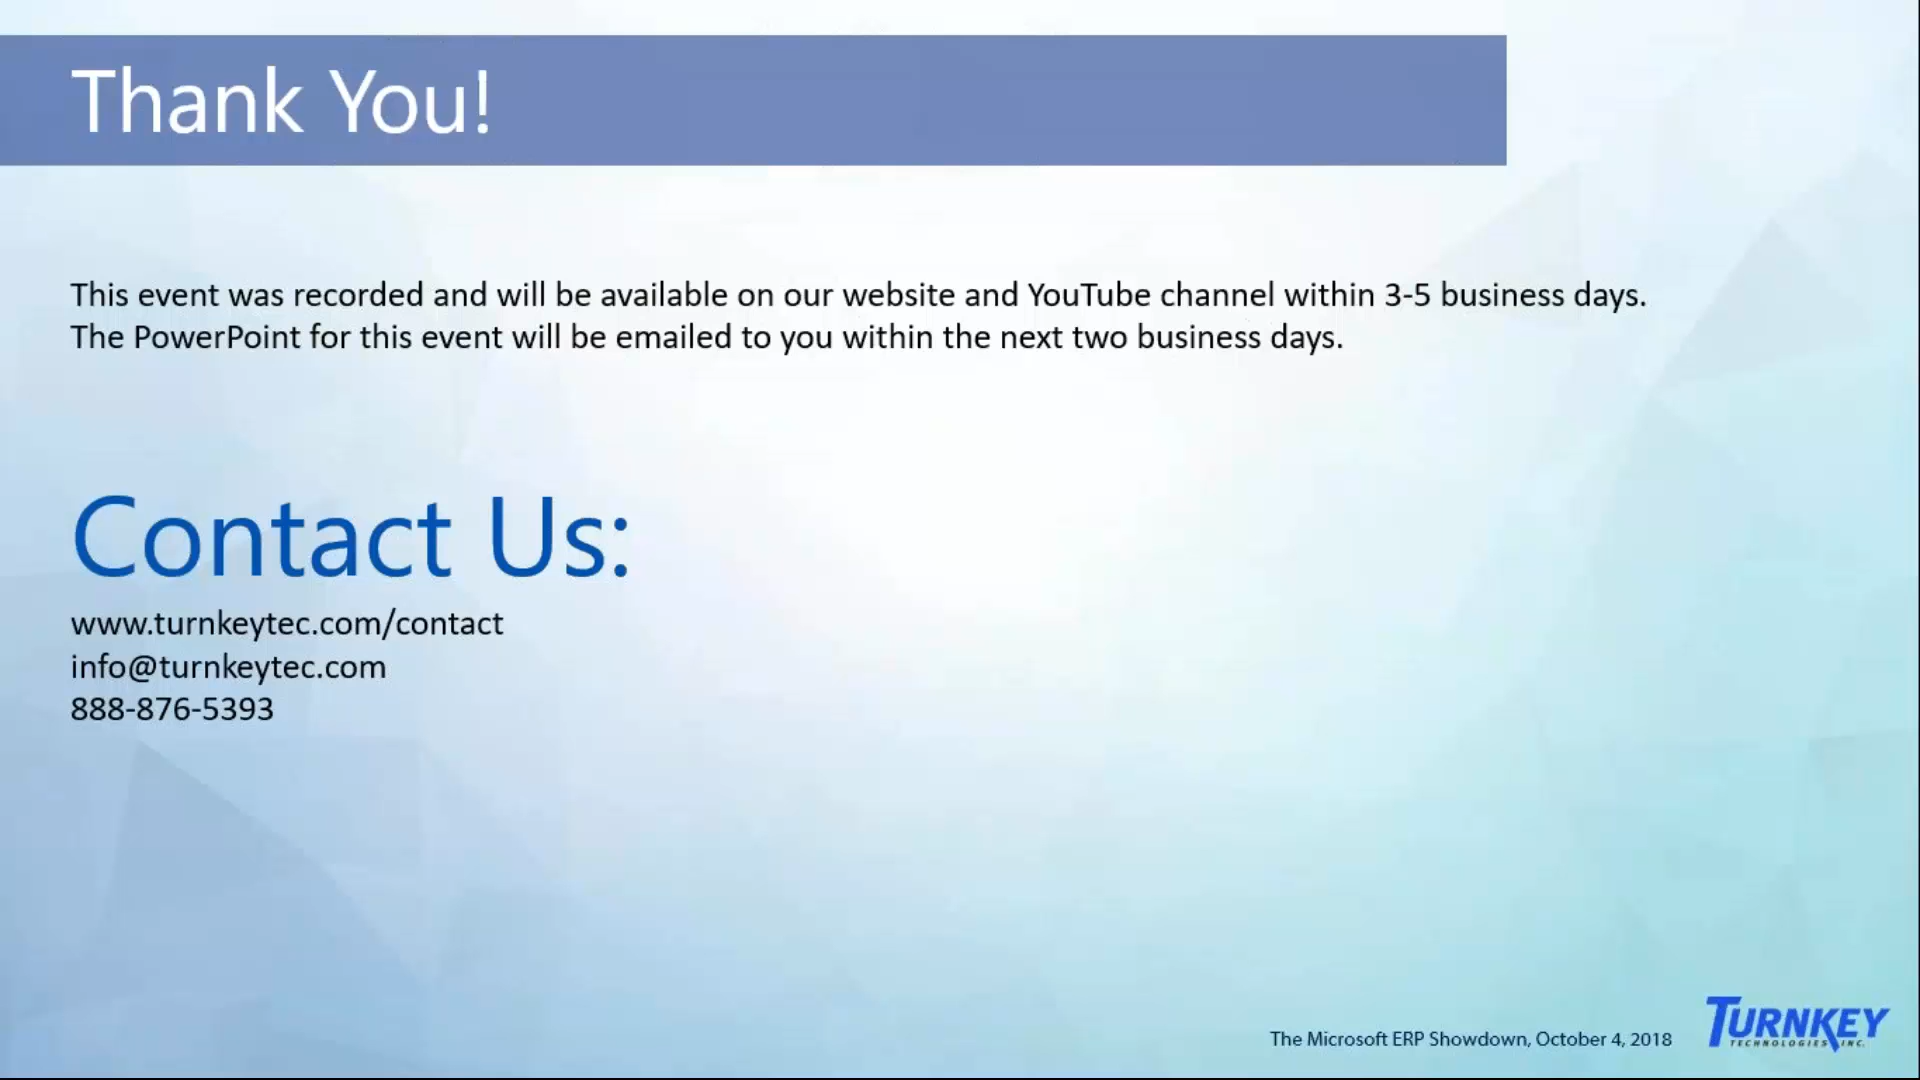 Thank You!
This event was recorded and will be available on our website and YouTube channel within 3-5 business days.
The PowerPoint for this event will be emailed to you within the next two business days.
Contact Us:
www.turnkeytec.com/contact
info@turnkeytec.com
888-876-5393
The Microsoft ERP Showdown, October 4, 2018
TURNKEY
TECHNOLOGIES, INC.